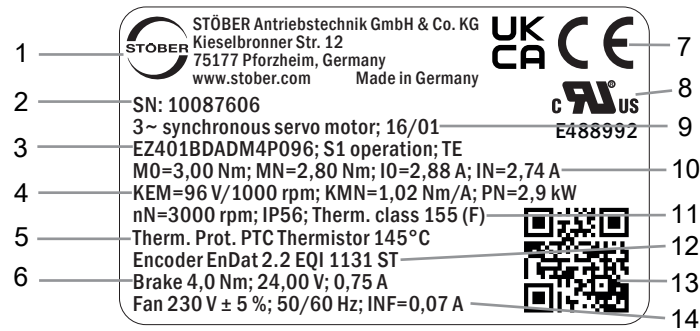 STÖBER
STÖBER Antriebstechnik GmbH & Co. KG
Kieselbronner Str. 12
75177 Pforzheim, Germany
www.stober.com Made in Germany
UK
CA
CE
SN: 10087606
3~ synchronous servo motor; 16/01
EZ401BDADM4P096; S1 operation; TE
M0=3,00 Nm; MN=2,80 Nm; I0=2,88 A; IN=2,74 A
KEM=96 V/1000 rpm; KMN=1,02 Nm/A; PN=2,9 kW
nN=3000 rpm; IP56; Therm. class 155 (F)
Therm. Prot. PTC Thermistor 145°C
Encoder EnDat 2.2 EQI 1131 ST
Brake 4,0 Nm; 24,00 V; 0,75 A
Fan 230 V ± 5 %; 50/60 Hz; INF=0,07 A
C RU® US
E488992
1
2
3
4
5
6
7
8
9
10
11
12
13
14